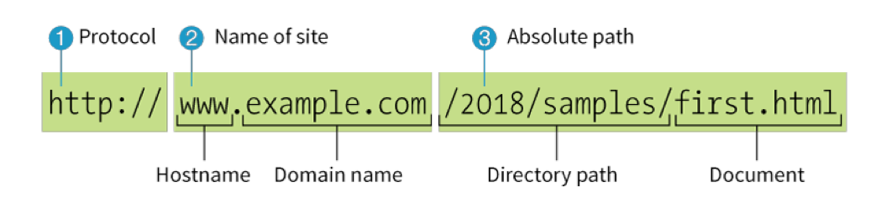 1 Protocol 2 Name of site 3 Absolute path
http:// www.example.com /2018/samples/first.html
Hostname Domain name Directory path Document